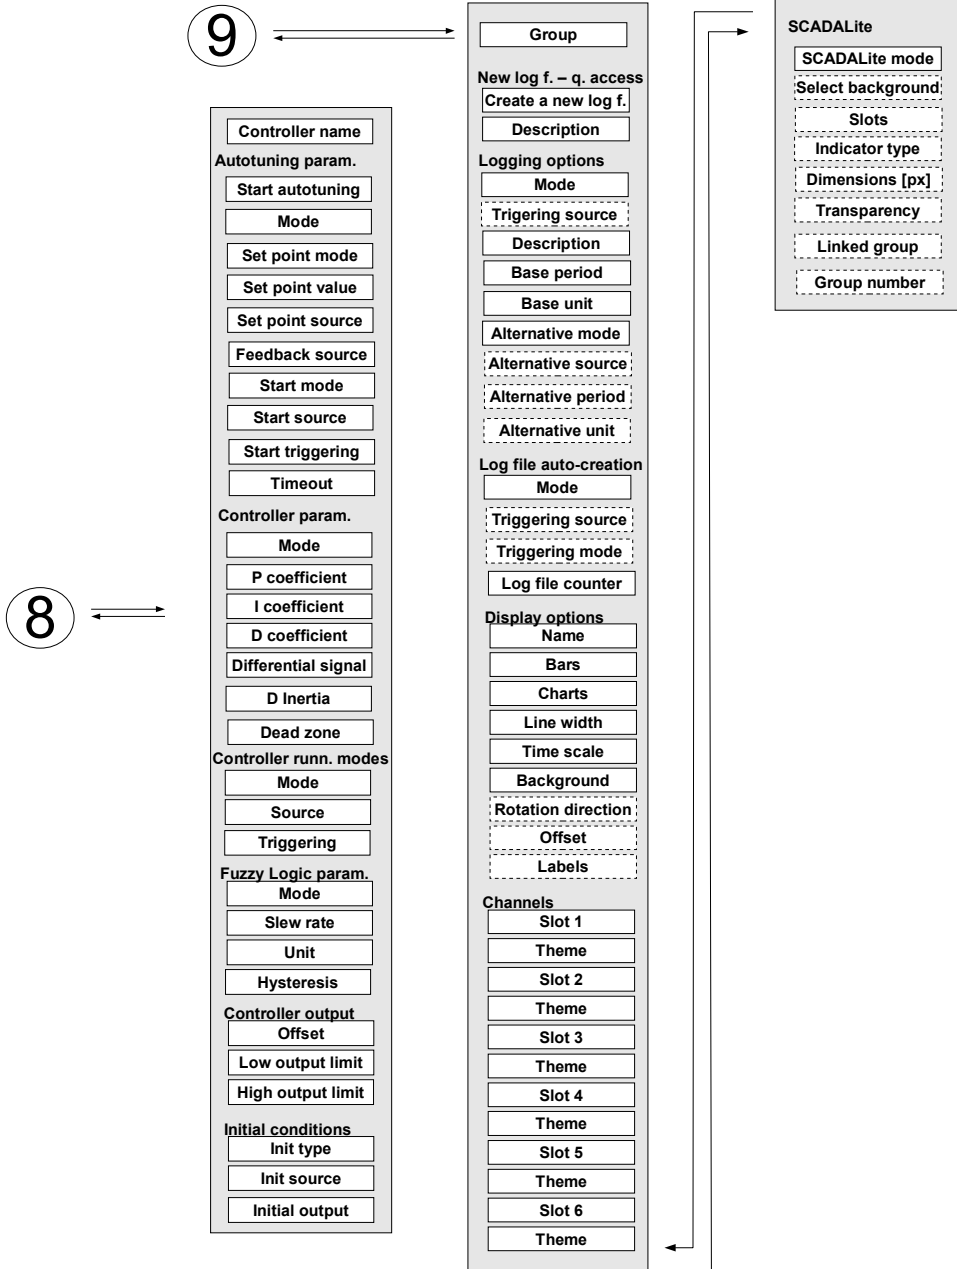 9
8
Controller name
Autotuning param.
Start autotuning
Mode
Set point mode
Set point value
Set point source
Feedback source
Start mode
Start source
Start triggering
Timeout
Controller param.
Mode
P coefficient
I coefficient
D coefficient
Differential signal
D Inertia
Dead zone
Controller runn. modes
Mode
Source
Triggering
Fuzzy Logic param.
Mode
Slew rate
Unit
Hysteresis
Controller output
Offset
Low output limit
High output limit
Initial conditions
Init type
Init source
Initial output
Group
New log f. – q. access
Create a new log f.
Description
Logging options
Mode
Trigering source
Description
Base period
Base unit
Alternative mode
Alternative source
Alternative period
Alternative unit
Log file auto-creation
Mode
Triggering source
Triggering mode
Log file counter
Display options
Name
Bars
Charts
Line width
Time scale
Background
Rotation direction
Offset
Labels
Channels
Slot 1
Theme
Slot 2
Theme
Slot 3
Theme
Slot 4
Theme
Slot 5
Theme
Slot 6
Theme
SCADALite
SCADALite mode
Select background
Slots
Indicator type
Dimensions [px]
Transparency
Linked group
Group number